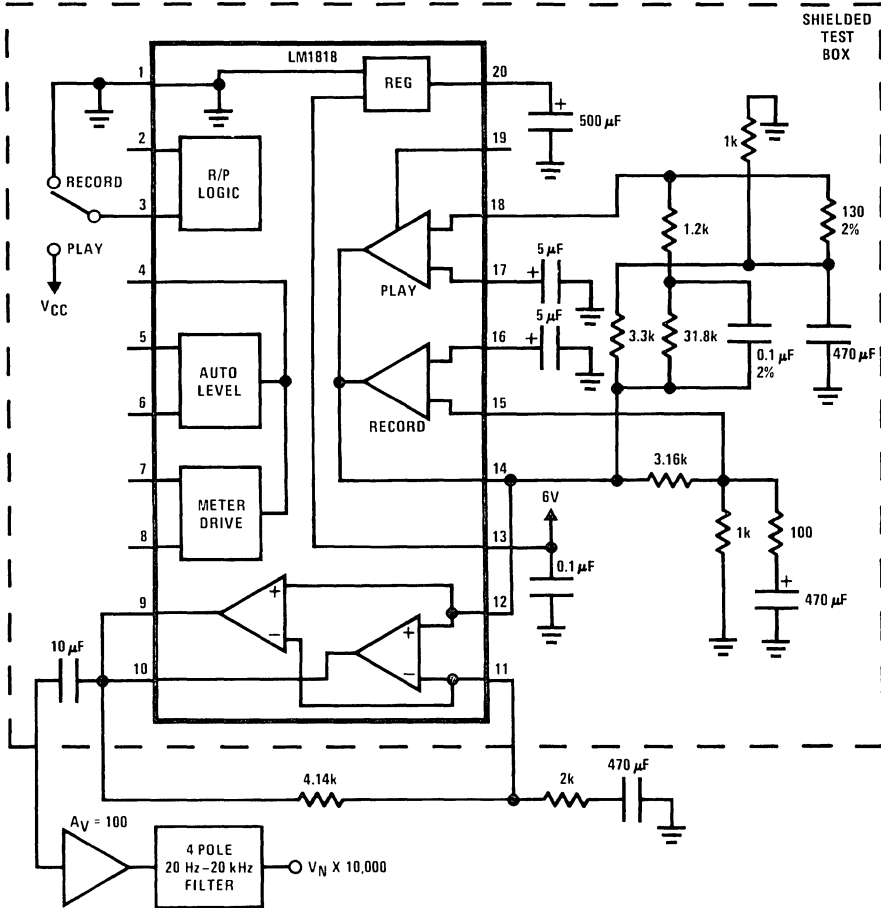 SHIELDED
TEST
BOX
LM1818
1
REG
20
+
500 µF
2
R/P
LOGIC
19
1k
RECORD
3
18
1.2k
130
2%
PLAY
VCC
4
PLAY
17
+
5 µF
5 µF
5
AUTO
LEVEL
16
+
3.3k
31.8k
0.1 µF
2%
470 µF
6
RECORD
15
7
METER
DRIVE
14
3.16k
6V
8
13
0.1 µF
1k
100
+
470 µF
9
+
−
12
10 µF
10
+
−
11
4.14k
470 µF
2k
AV = 100
4 POLE
20 Hz–20 kHz
FILTER
VN X 10,000